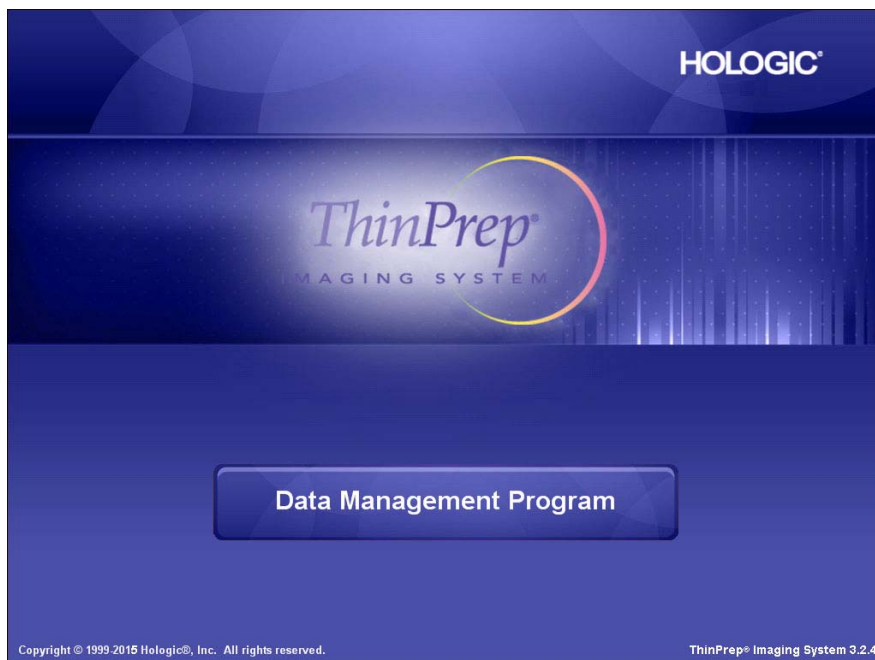 HOLOGIC®
ThinPrep®
IMAGING SYSTEM
Data Management Program
Copyright © 1999-2015 Hologic®, Inc. All rights reserved.
ThinPrep® Imaging System 3.2.4